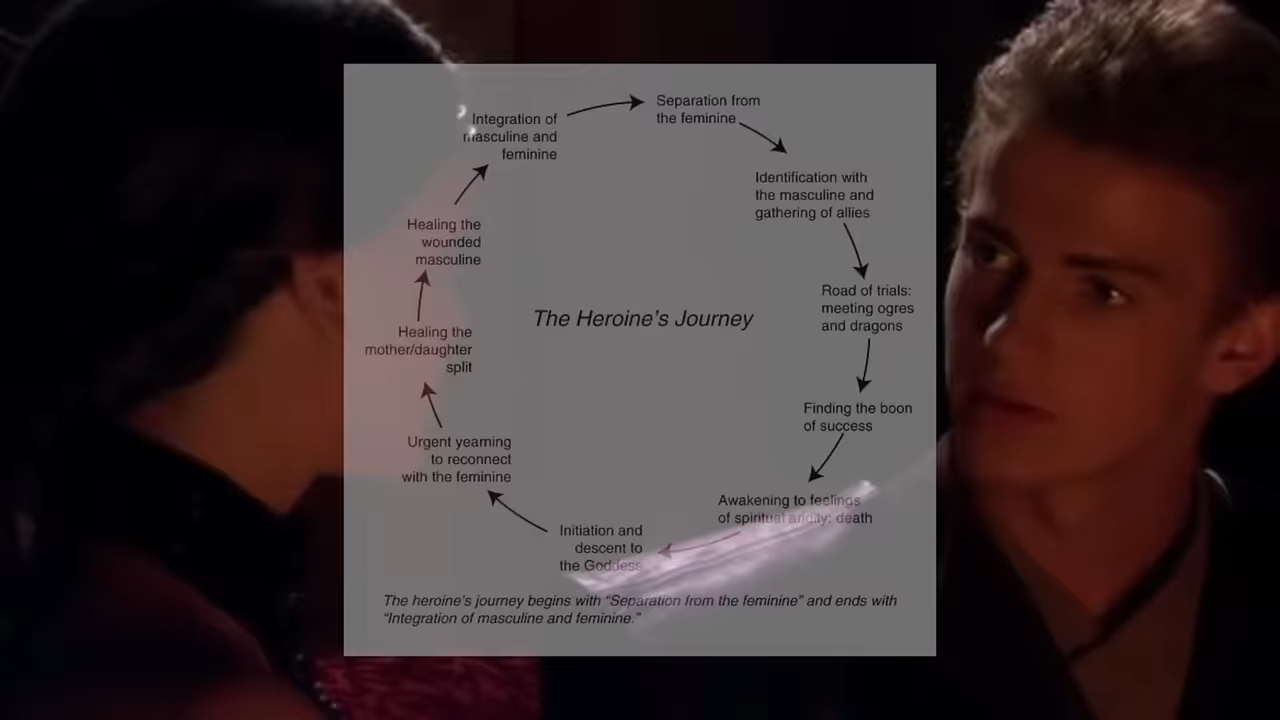 Integration of
masculine and
feminine
Separation from
the feminine
Identification with
the masculine and
gathering of allies
Road of trials:
meeting ogres
and dragons
Finding the boon
of success
Awakening to feelings
of spiritual aridity: death
Initiation and
descent to
the Goddess
Urgent yearning
to reconnect
with the feminine
Healing the
mother/daughter
split
Healing the
wounded
masculine
The Heroine's Journey
The heroine's journey begins with "Separation from the feminine" and ends with
"Integration of masculine and feminine."